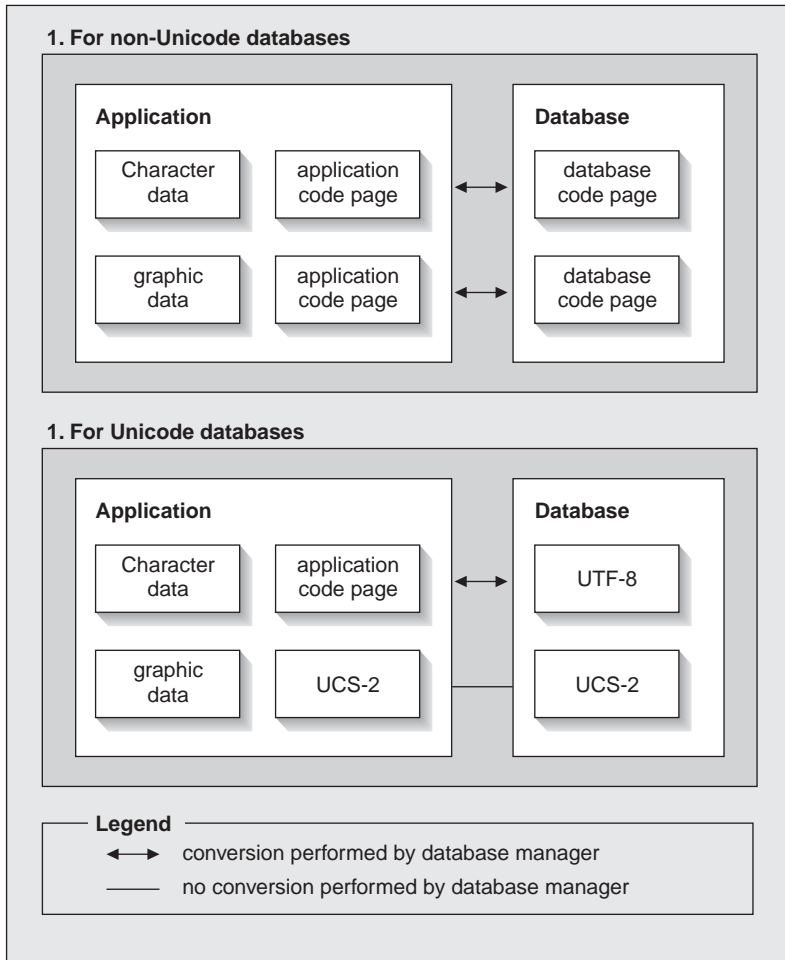 1. For non-Unicode databases
Application
Database
Character
data
application
code page
database
code page
graphic
data
application
code page
database
code page
1. For Unicode databases
Application
Database
Character
data
application
code page
UTF-8
graphic
data
UCS-2
UCS-2
Legend
conversion performed by database manager
no conversion performed by database manager